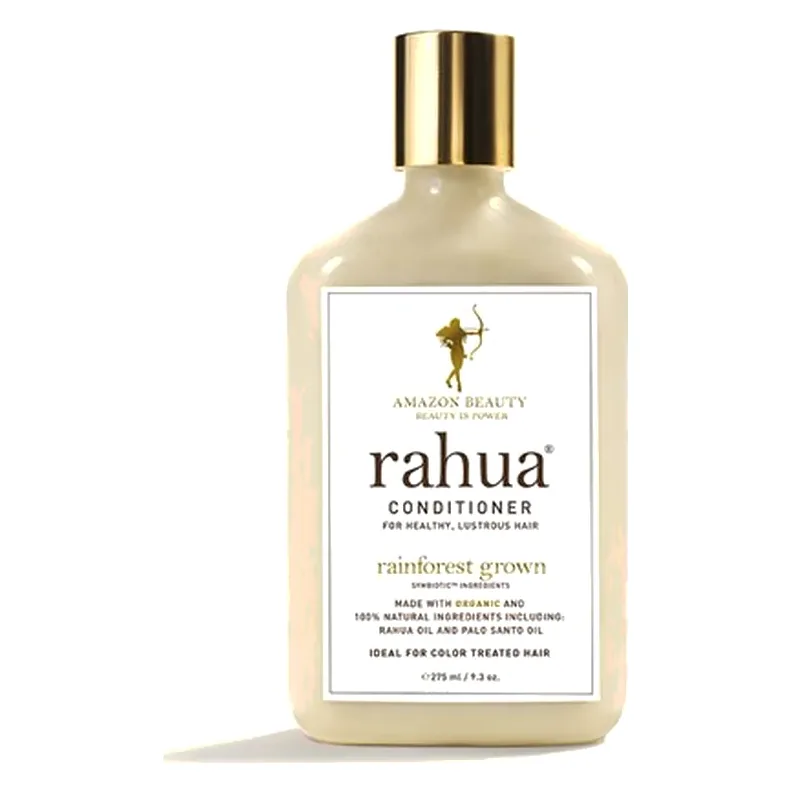 AMAZON BEAUTY
BEAUTY IS POWER
rahua®
CONDITIONER
FOR HEALTHY, LUSTROUS HAIR
rainforest grown
SYMBIOTIC™ INGREDIENTS
MADE WITH ORGANIC AND
100% NATURAL INGREDIENTS INCLUDING:
RAHUA OIL AND PALO SANTO OIL
IDEAL FOR COLOR TREATED HAIR
℮275 ml / 9.3 oz.